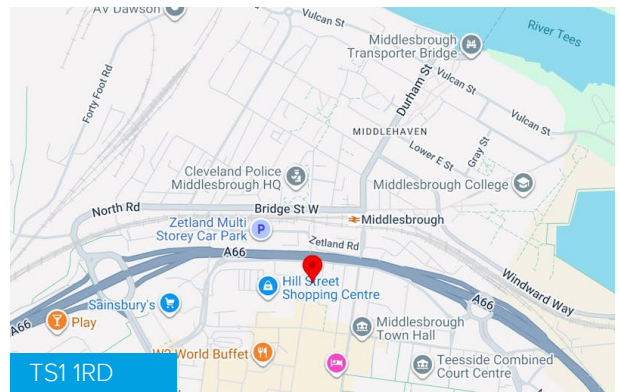 AV Dawson
Vulcan St
River Tees
Middlesbrough
Transporter Bridge
Forty Foot Rd
Durham St
Vulcan St
Vulcan St
MIDDLEHAVEN
Lower E St
Gray St
Cleveland Police
Middlesbrough HQ
Middlesbrough College
North Rd
Bridge St W
Middlesbrough
Zetland Multi
Storey Car Park
P
Zetland Rd
A66
Windward Way
Hill Street
Shopping Centre
Sainsbury's
A66
A66
Play
Middlesbrough
Town Hall
World Buffet
Teesside Combined
Court Centre
TS1 1RD